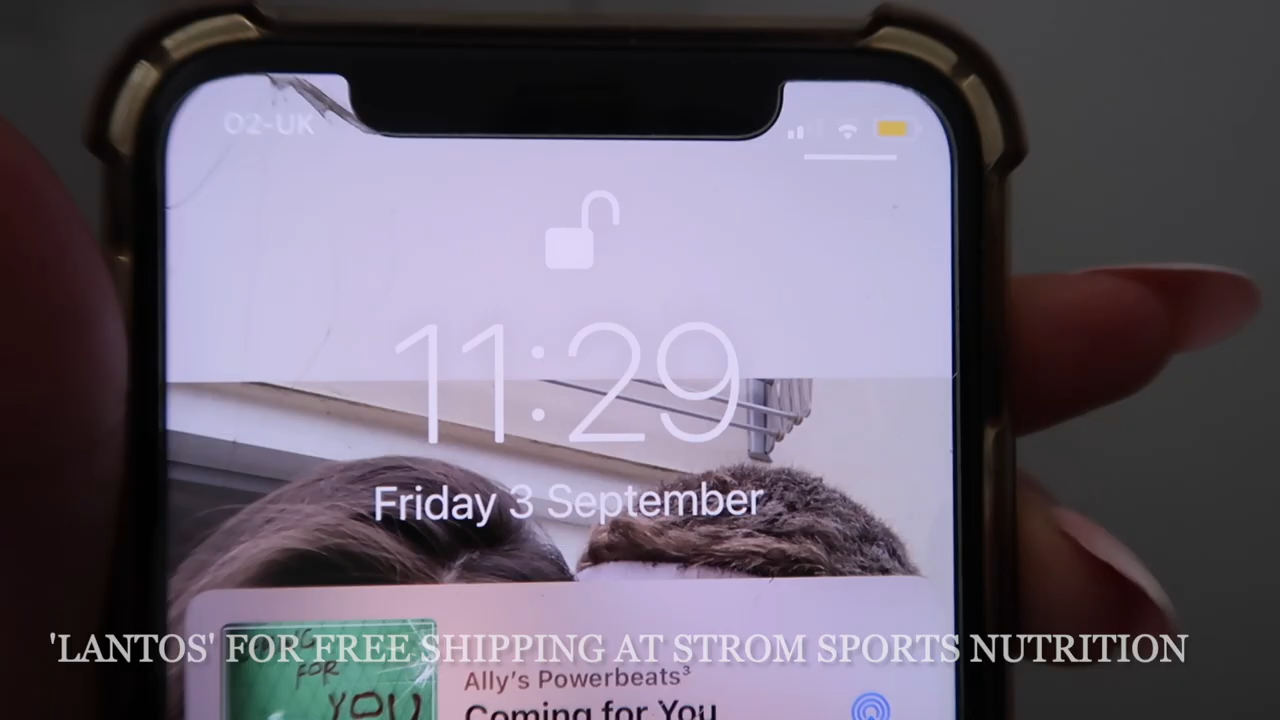 O2-UK
11:29
Friday 3 September
'LANTOS' FOR FREE SHIPPING AT STROM SPORTS NUTRITION
FOR
YOU
Ally's Powerbeats³
Coming for You